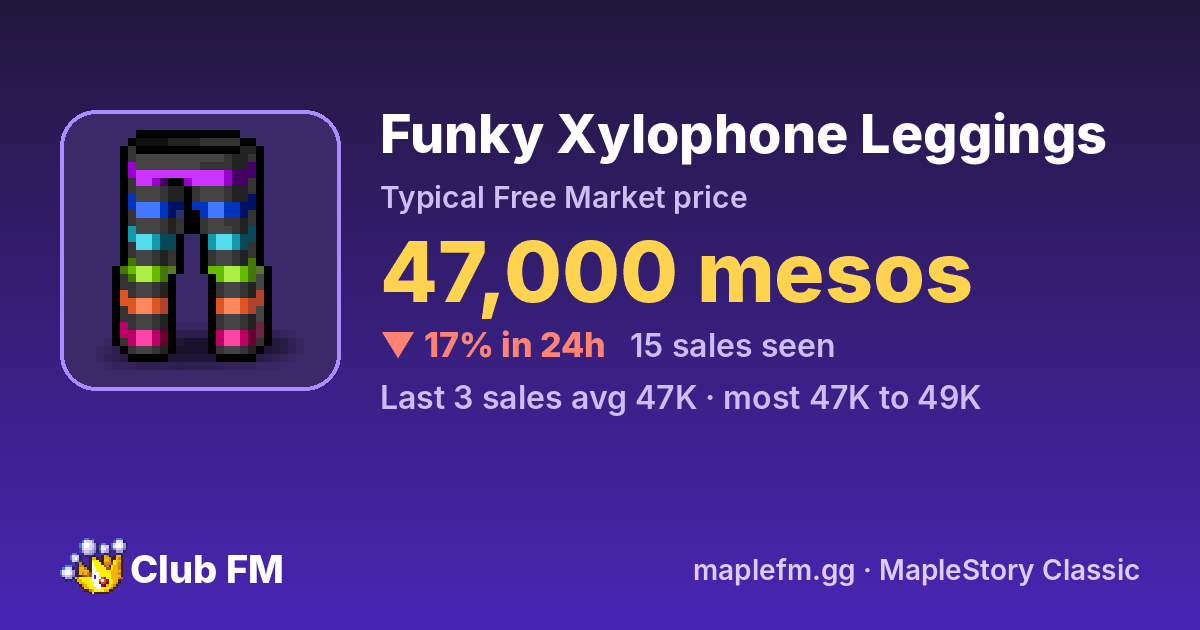 Funky Xylophone Leggings
Typical Free Market price
47,000 mesos
▼ 17% in 24h 15 sales seen
Last 3 sales avg 47K · most 47K to 49K
Club FM
maplefm.gg · MapleStory Classic